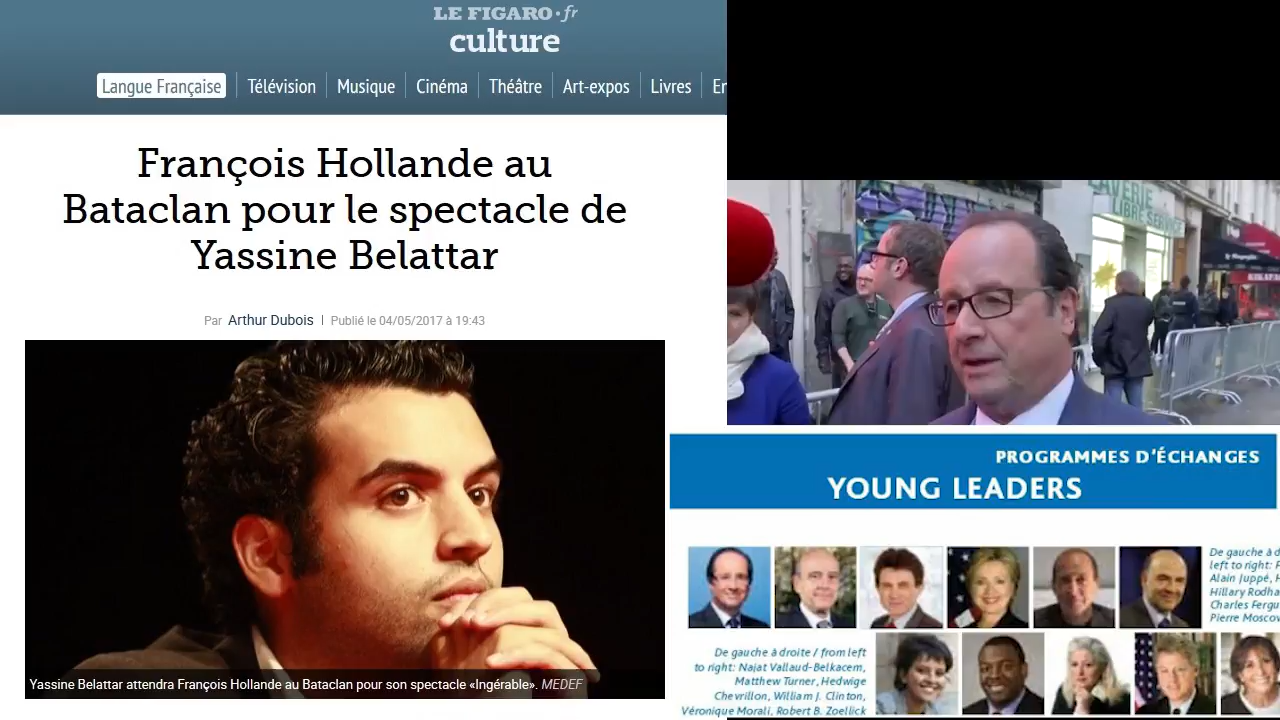 LE FIGARO·fr
culture
Langue Française
Télévision
Musique
Cinéma
Théâtre
Art-expos
Livres
En
François Hollande au
Bataclan pour le spectacle de
Yassine Belattar
Par Arthur Dubois | Publié le 04/05/2017 à 19:43
Yassine Belattar retrouvera François Hollande au Bataclan pour son spectacle «Ingérable». MEDEF
LAVERIE
LIBRE SERVICE
PROGRAMMES D'ÉCHANGES
YOUNG LEADERS
De gauche à d
left to right: F
Alain Juppé, H
Hillary Rodha
Charles Fergu
Pierre Moscov
De gauche à droite / from left
to right: Najat Vallaud-Belkacem,
Matthew Turner, Hedwige
Chevrillon, William J. Clinton,
Véronique Morali, Robert B. Zoellick